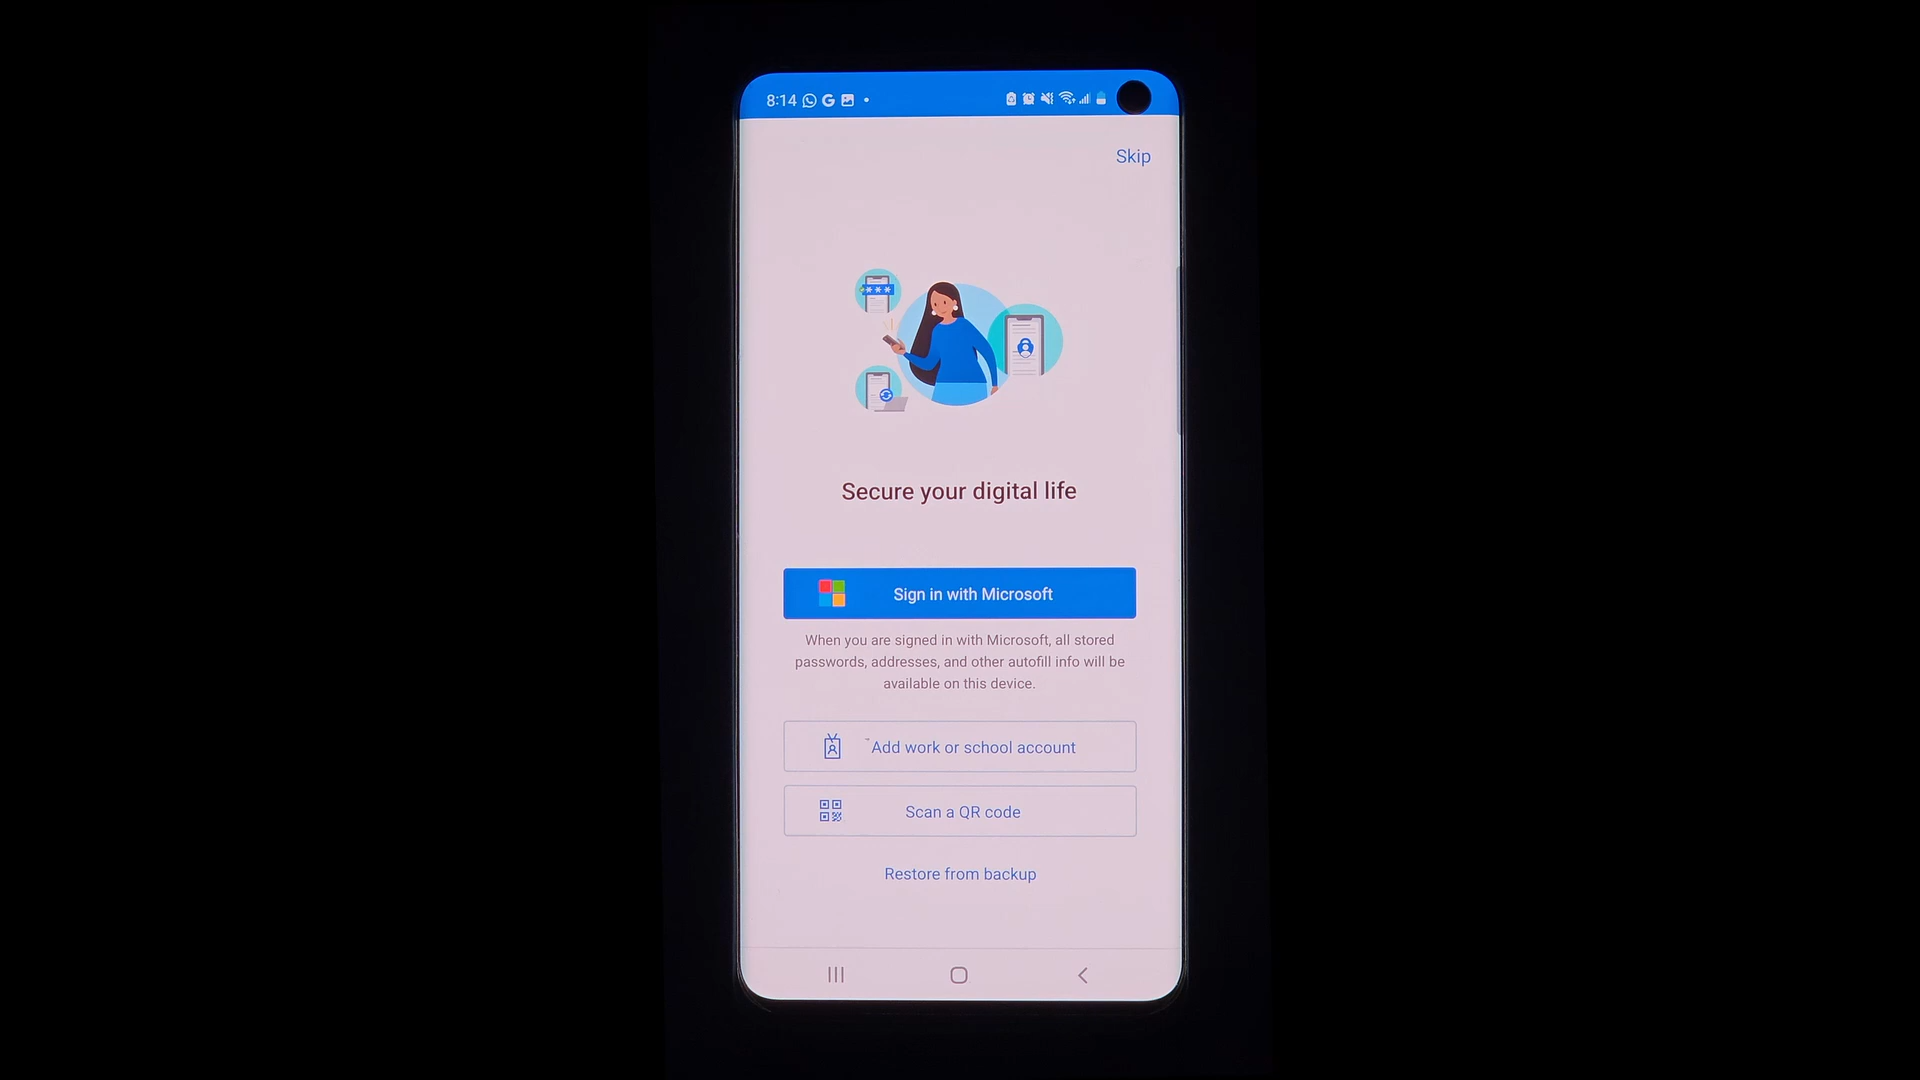 8:14
Skip
***
Secure your digital life
Sign in with Microsoft
When you are signed in with Microsoft, all stored
passwords, addresses, and other autofill info will be
available on this device.
Add work or school account
Scan a QR code
Restore from backup